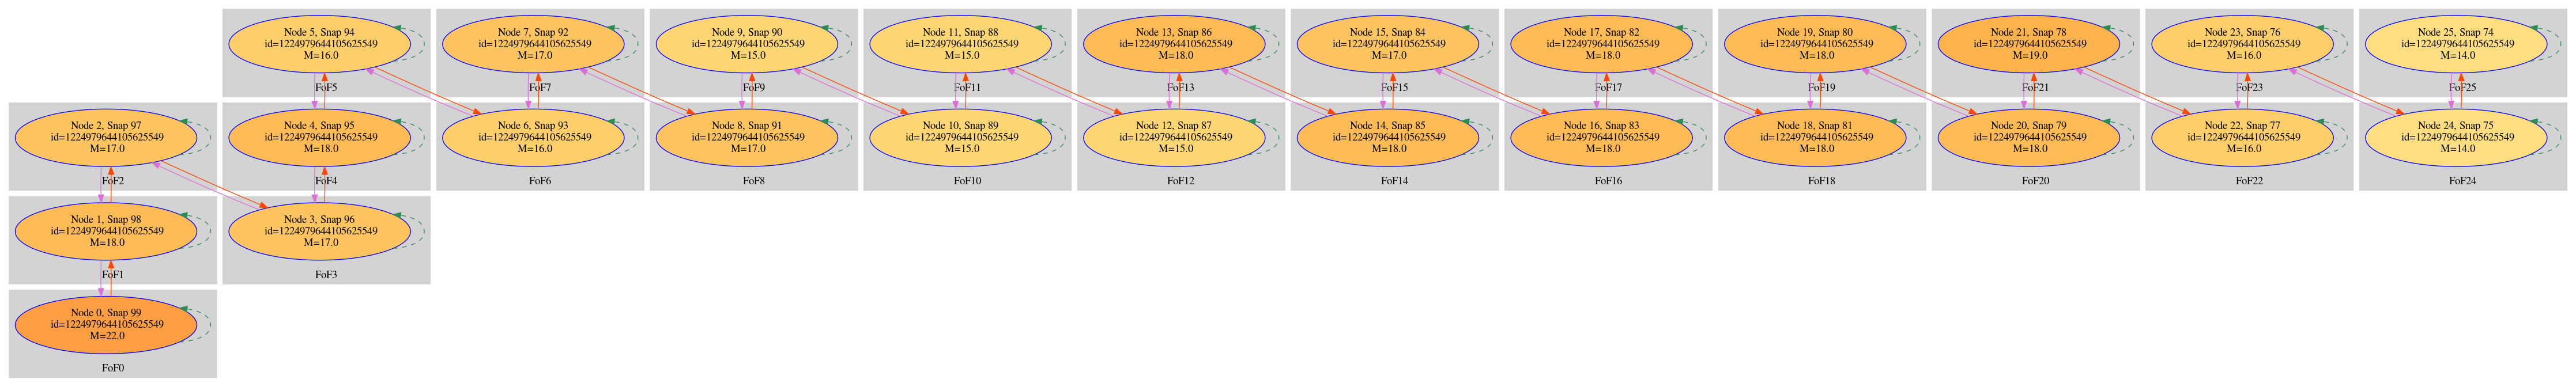 Node 5, Snap 94
id=1224979644105625549
M=16.0
FoF5
Node 7, Snap 92
id=1224979644105625549
M=17.0
FoF7
Node 9, Snap 90
id=1224979644105625549
M=15.0
FoF9
Node 11, Snap 88
id=1224979644105625549
M=15.0
FoF11
Node 13, Snap 86
id=1224979644105625549
M=18.0
FoF13
Node 15, Snap 84
id=1224979644105625549
M=17.0
FoF15
Node 17, Snap 82
id=1224979644105625549
M=18.0
FoF17
Node 19, Snap 80
id=1224979644105625549
M=18.0
FoF19
Node 21, Snap 78
id=1224979644105625549
M=19.0
FoF21
Node 23, Snap 76
id=1224979644105625549
M=16.0
FoF23
Node 25, Snap 74
id=1224979644105625549
M=14.0
FoF25
Node 2, Snap 97
id=1224979644105625549
M=17.0
FoF2
Node 4, Snap 95
id=1224979644105625549
M=18.0
FoF4
Node 6, Snap 93
id=1224979644105625549
M=16.0
FoF6
Node 8, Snap 91
id=1224979644105625549
M=17.0
FoF8
Node 10, Snap 89
id=1224979644105625549
M=15.0
FoF10
Node 12, Snap 87
id=1224979644105625549
M=15.0
FoF12
Node 14, Snap 85
id=1224979644105625549
M=18.0
FoF14
Node 16, Snap 83
id=1224979644105625549
M=18.0
FoF16
Node 18, Snap 81
id=1224979644105625549
M=18.0
FoF18
Node 20, Snap 79
id=1224979644105625549
M=18.0
FoF20
Node 22, Snap 77
id=1224979644105625549
M=16.0
FoF22
Node 24, Snap 75
id=1224979644105625549
M=14.0
FoF24
Node 1, Snap 98
id=1224979644105625549
M=18.0
FoF1
Node 3, Snap 96
id=1224979644105625549
M=17.0
FoF3
Node 0, Snap 99
id=1224979644105625549
M=22.0
FoF0